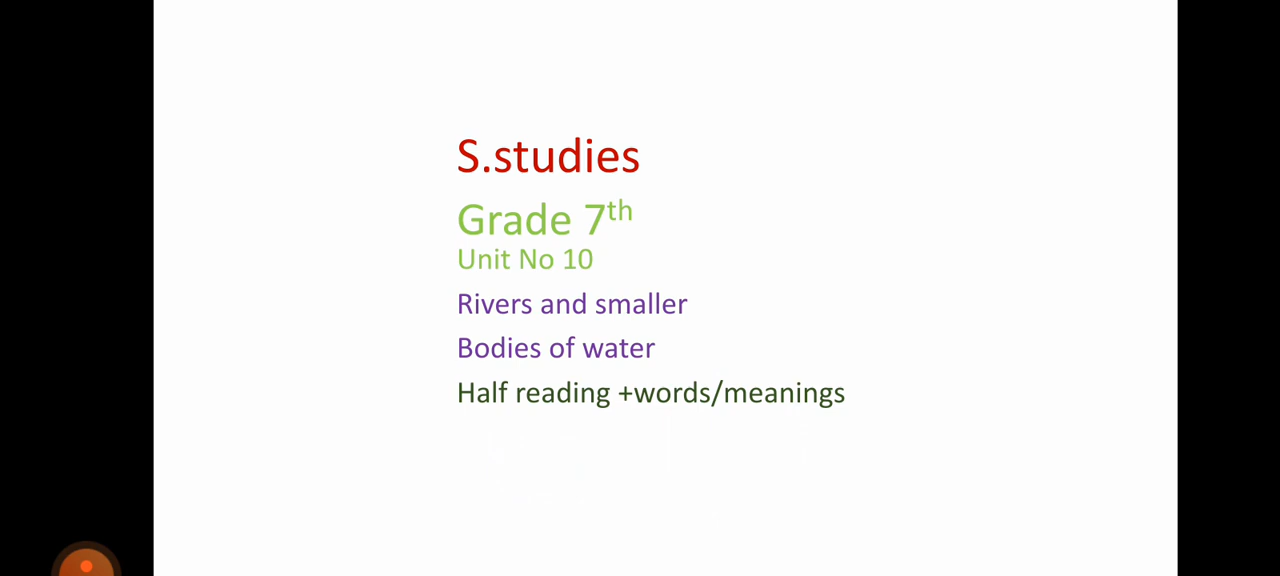 S.studies
Grade 7th
Unit No 10
Rivers and smaller
Bodies of water
Half reading +words/meanings